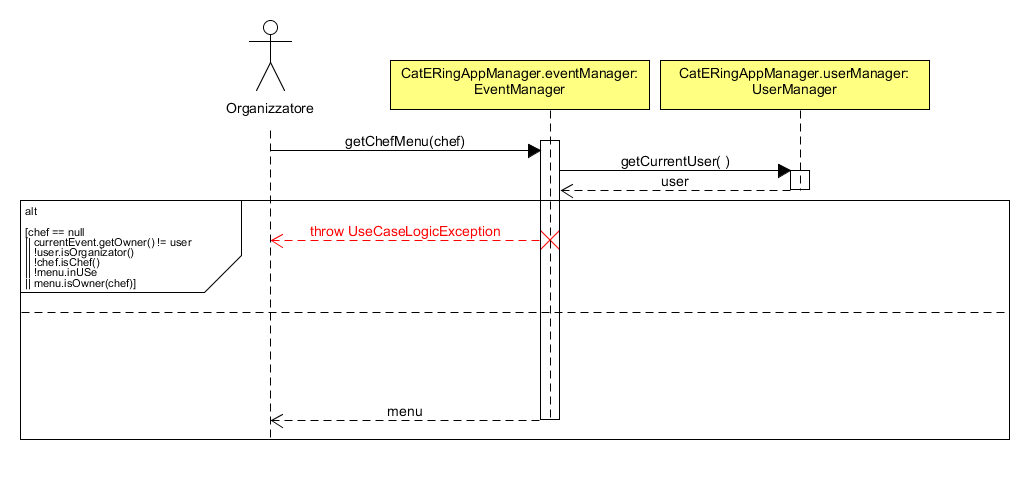 Organizzatore
CatERingAppManager.eventManager:
EventManager
CatERingAppManager.userManager:
UserManager
getChefMenu(chef)
getCurrentUser( )
user
alt
[chef == null
|| currentEvent.getOwner() != user
|| !user.isOrganizator()
|| !chef.isChef()
|| !menu.inUSe
|| menu.isOwner(chef)]
throw UseCaseLogicException
menu